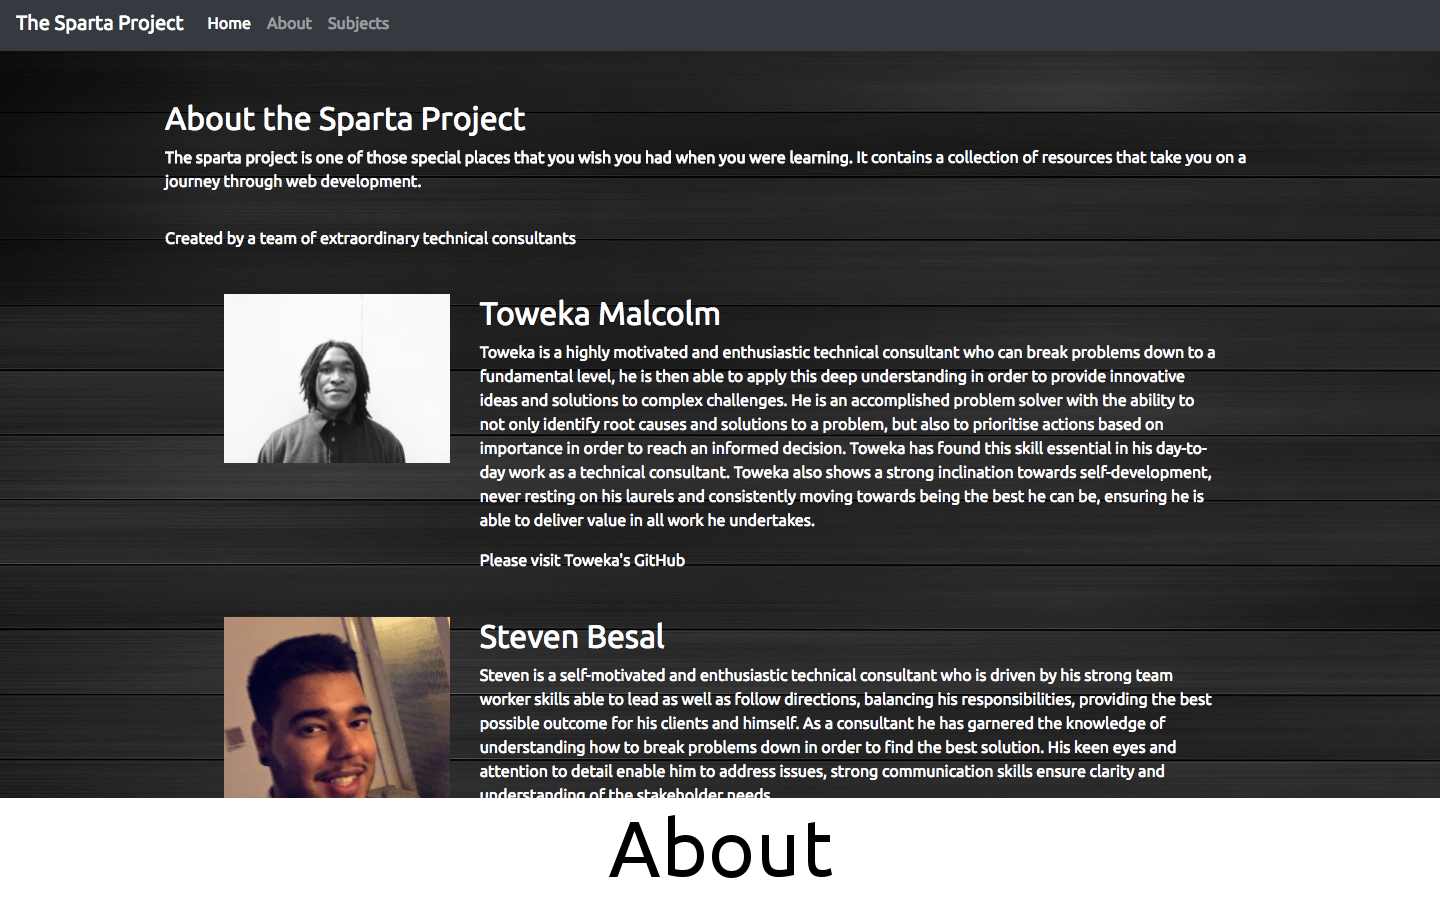 The Sparta Project Home About Subjects
About the Sparta Project
The sparta project is one of those special places that you wish you had when you were learning. It contains a collection of resources that take you on a
journey through web development.
Created by a team of extraordinary technical consultants
Toweka Malcolm
Toweka is a highly motivated and enthusiastic technical consultant who can break problems down to a
fundamental level, he is then able to apply this deep understanding in order to provide innovative
ideas and solutions to complex challenges. He is an accomplished problem solver with the ability to
not only identify root causes and solutions to a problem, but also to prioritise actions based on
importance in order to reach an informed decision. Toweka has found this skill essential in his day-to-
day work as a technical consultant. Toweka also shows a strong inclination towards self-development,
never resting on his laurels and consistently moving towards being the best he can be, ensuring he is
able to deliver value in all work he undertakes.
Please visit Toweka's GitHub
Steven Besal
Steven is a self-motivated and enthusiastic technical consultant who is driven by his strong team
worker skills able to lead as well as follow directions, balancing his responsibilities, providing the best
possible outcome for his clients and himself. As a consultant he has garnered the knowledge of
understanding how to break problems down in order to find the best solution. His keen eyes and
attention to detail enable him to address issues, strong communication skills ensure clarity and
understanding of the stakeholder needs.
About